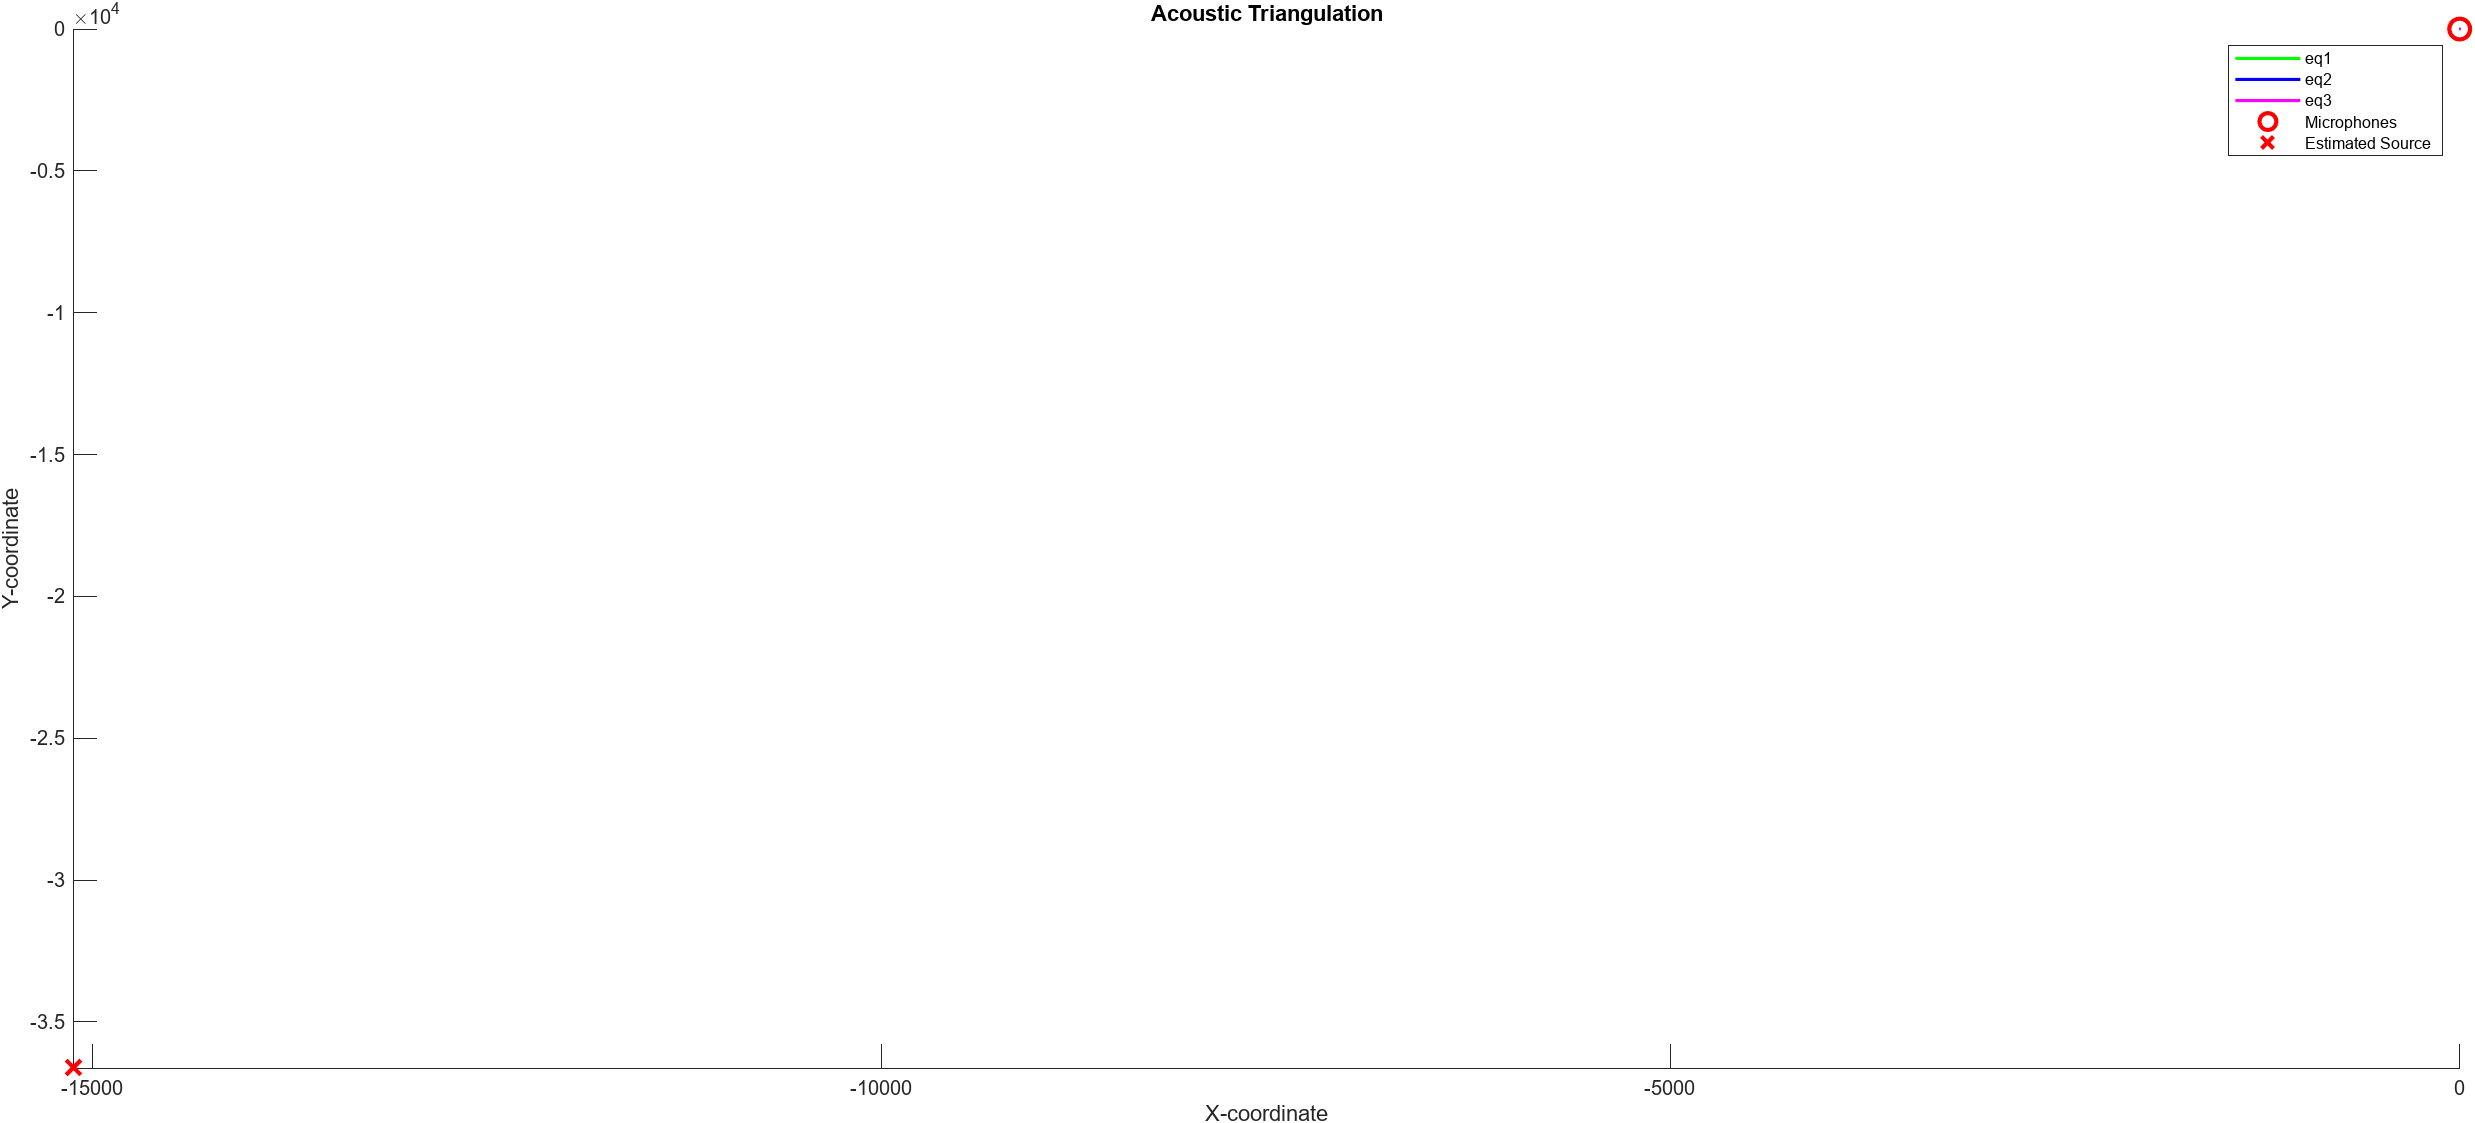 Acoustic Triangulation
×10^4
0
-0.5
-1
-1.5
-2
-2.5
-3
-3.5
Y-coordinate
eq1
eq2
eq3
Microphones
Estimated Source
-15000 -10000 -5000 0
X-coordinate